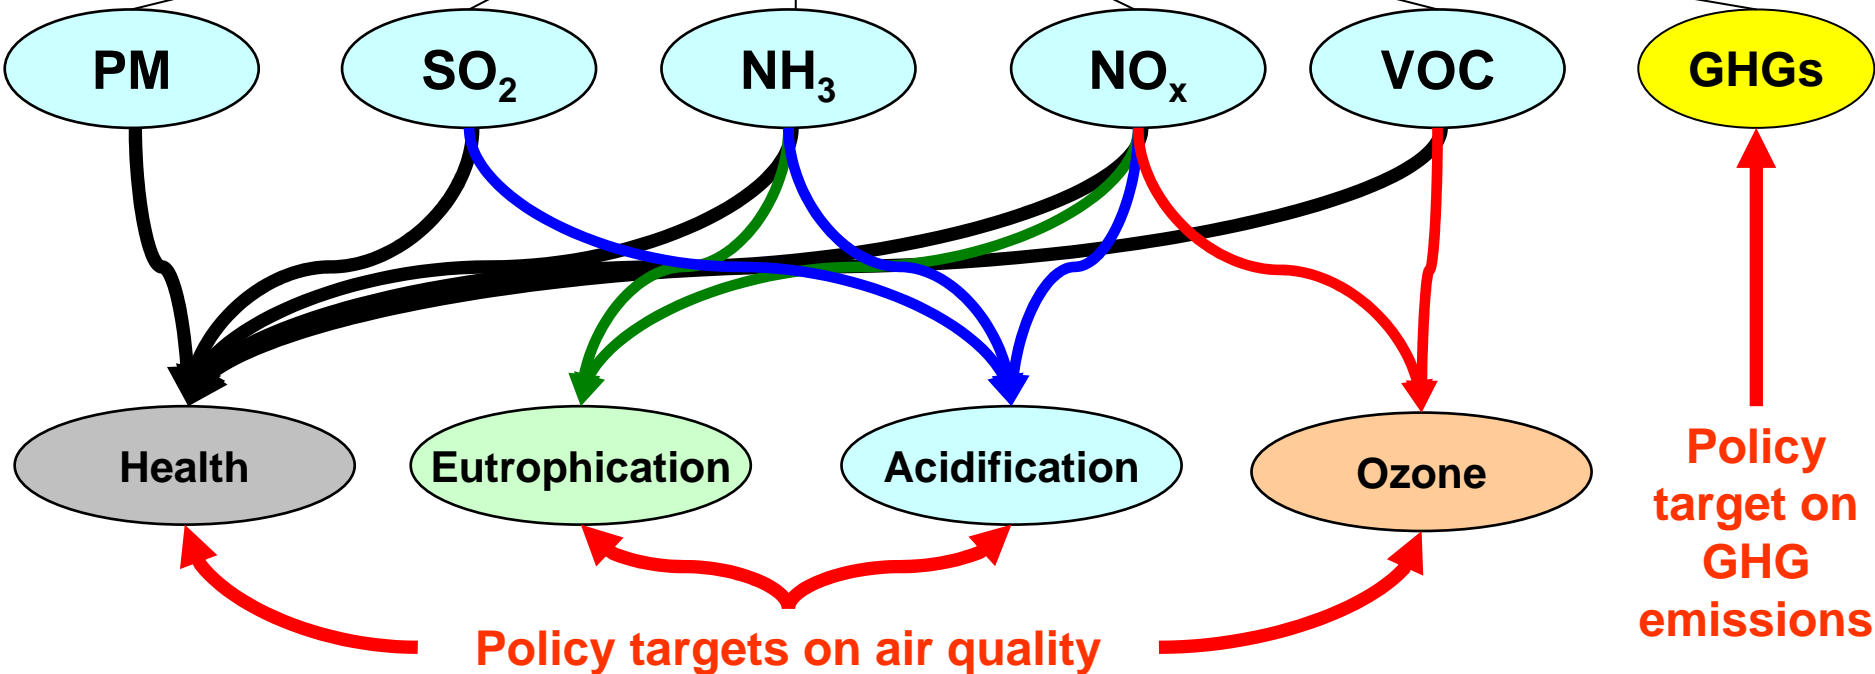 PM
SO₂
NH₃
NOₓ
VOC
GHGs
Health
Eutrophication
Acidification
Ozone
Policy
target on
GHG
emissions
Policy targets on air quality